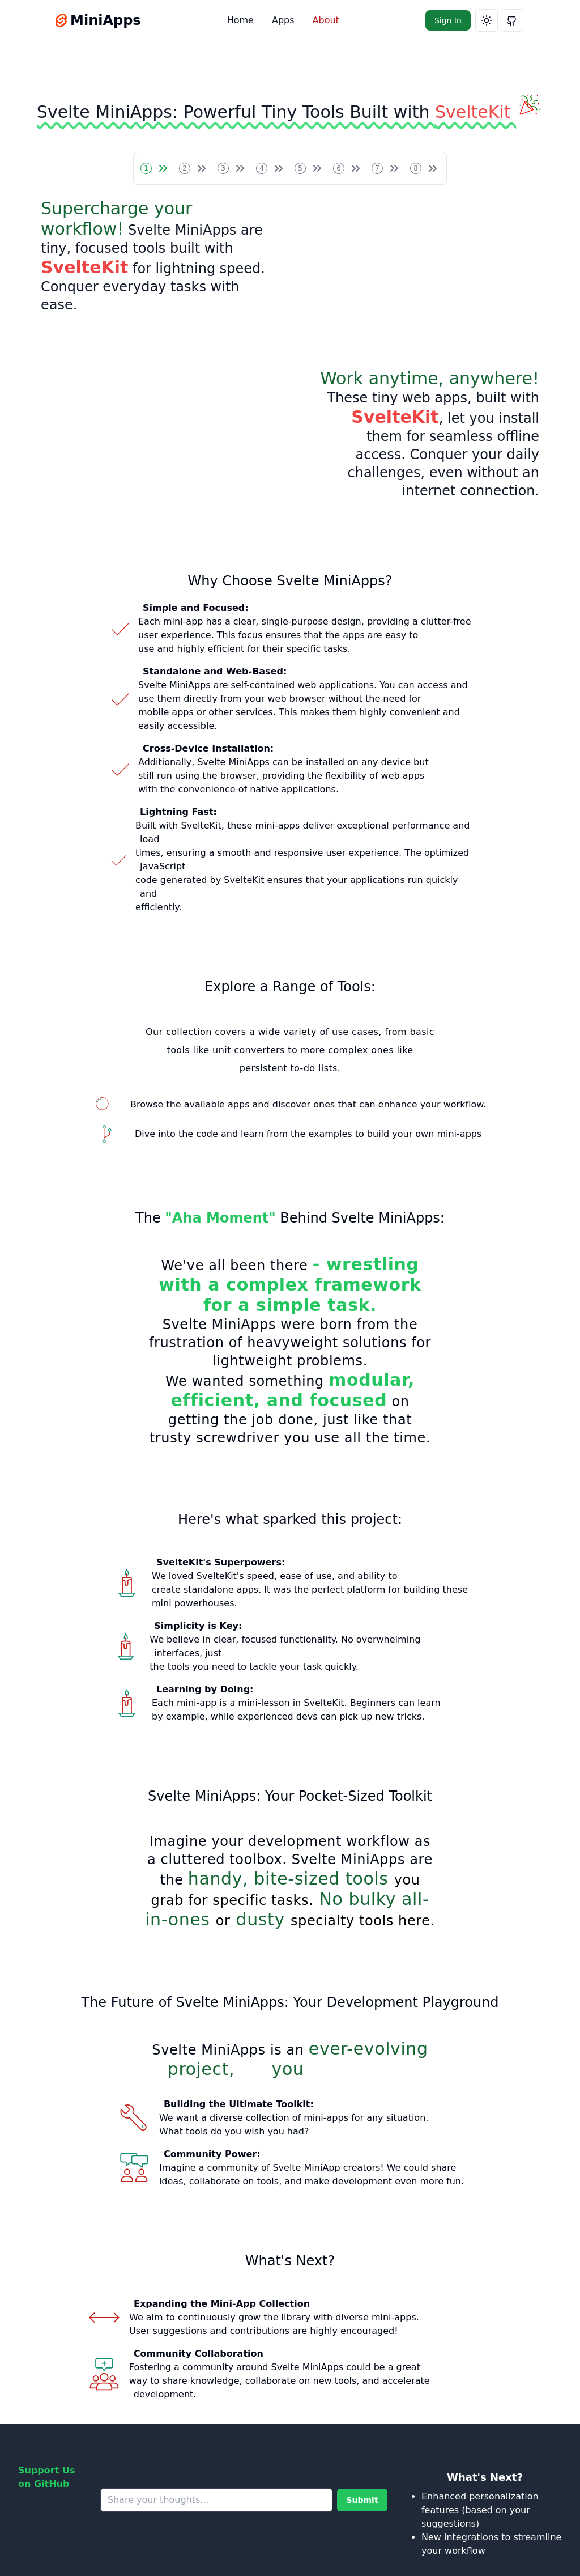 MiniApps
Home
Apps
About
Sign In
Svelte MiniApps: Powerful Tiny Tools Built with SvelteKit
1
2
3
4
5
6
7
8
Supercharge your
workflow! Svelte MiniApps are
tiny, focused tools built with
SvelteKit for lightning speed.
Conquer everyday tasks with
ease.
Work anytime, anywhere!
These tiny web apps, built with
SvelteKit, let you install
them for seamless offline
access. Conquer your daily
challenges, even without an
internet connection.
Why Choose Svelte MiniApps?
Simple and Focused:
Each mini-app has a clear, single-purpose design, providing a clutter-free
user experience. This focus ensures that the apps are easy to
use and highly efficient for their specific tasks.
Standalone and Web-Based:
Svelte MiniApps are self-contained web applications. You can access and
use them directly from your web browser without the need for
mobile apps or other services. This makes them highly convenient and
easily accessible.
Cross-Device Installation:
Additionally, Svelte MiniApps can be installed on any device but
still run using the browser, providing the flexibility of web apps
with the convenience of native applications.
Lightning Fast:
Built with SvelteKit, these mini-apps deliver exceptional performance and
load
times, ensuring a smooth and responsive user experience. The optimized
JavaScript
code generated by SvelteKit ensures that your applications run quickly
and
efficiently.
Explore a Range of Tools:
Our collection covers a wide variety of use cases, from basic
tools like unit converters to more complex ones like
persistent to-do lists.
Browse the available apps and discover ones that can enhance your workflow.
Dive into the code and learn from the examples to build your own mini-apps
The "Aha Moment" Behind Svelte MiniApps:
We've all been there - wrestling
with a complex framework
for a simple task.
Svelte MiniApps were born from the
frustration of heavyweight solutions for
lightweight problems.
We wanted something modular,
efficient, and focused on
getting the job done, just like that
trusty screwdriver you use all the time.
Here's what sparked this project:
SvelteKit's Superpowers:
We loved SvelteKit's speed, ease of use, and ability to
create standalone apps. It was the perfect platform for building these
mini powerhouses.
Simplicity is Key:
We believe in clear, focused functionality. No overwhelming
interfaces, just
the tools you need to tackle your task quickly.
Learning by Doing:
Each mini-app is a mini-lesson in SvelteKit. Beginners can learn
by example, while experienced devs can pick up new tricks.
Svelte MiniApps: Your Pocket-Sized Toolkit
Imagine your development workflow as
a cluttered toolbox. Svelte MiniApps are
the handy, bite-sized tools you
grab for specific tasks. No bulky all-
in-ones or dusty specialty tools here.
The Future of Svelte MiniApps: Your Development Playground
Svelte MiniApps is an ever-evolving
project, you
Building the Ultimate Toolkit:
We want a diverse collection of mini-apps for any situation.
What tools do you wish you had?
Community Power:
Imagine a community of Svelte MiniApp creators! We could share
ideas, collaborate on tools, and make development even more fun.
What's Next?
Expanding the Mini-App Collection
We aim to continuously grow the library with diverse mini-apps.
User suggestions and contributions are highly encouraged!
Community Collaboration
Fostering a community around Svelte MiniApps could be a great
way to share knowledge, collaborate on new tools, and accelerate
development.
Support Us
on GitHub
Share your thoughts...
Submit
What's Next?
• Enhanced personalization
features (based on your
suggestions)
• New integrations to streamline
your workflow